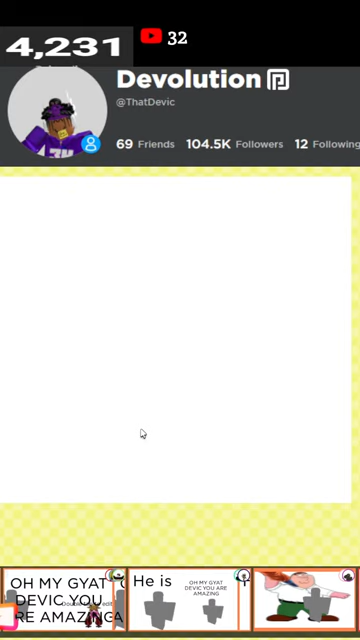 4,231
32
Devolution
@ThatDevic
69 Friends 104.5K Followers 12 Following
OH MY GYAT
DEVIC YOU
RE AMAZING
He is
OH MY GYAT
DEVIC YOU ARE
AMAZING